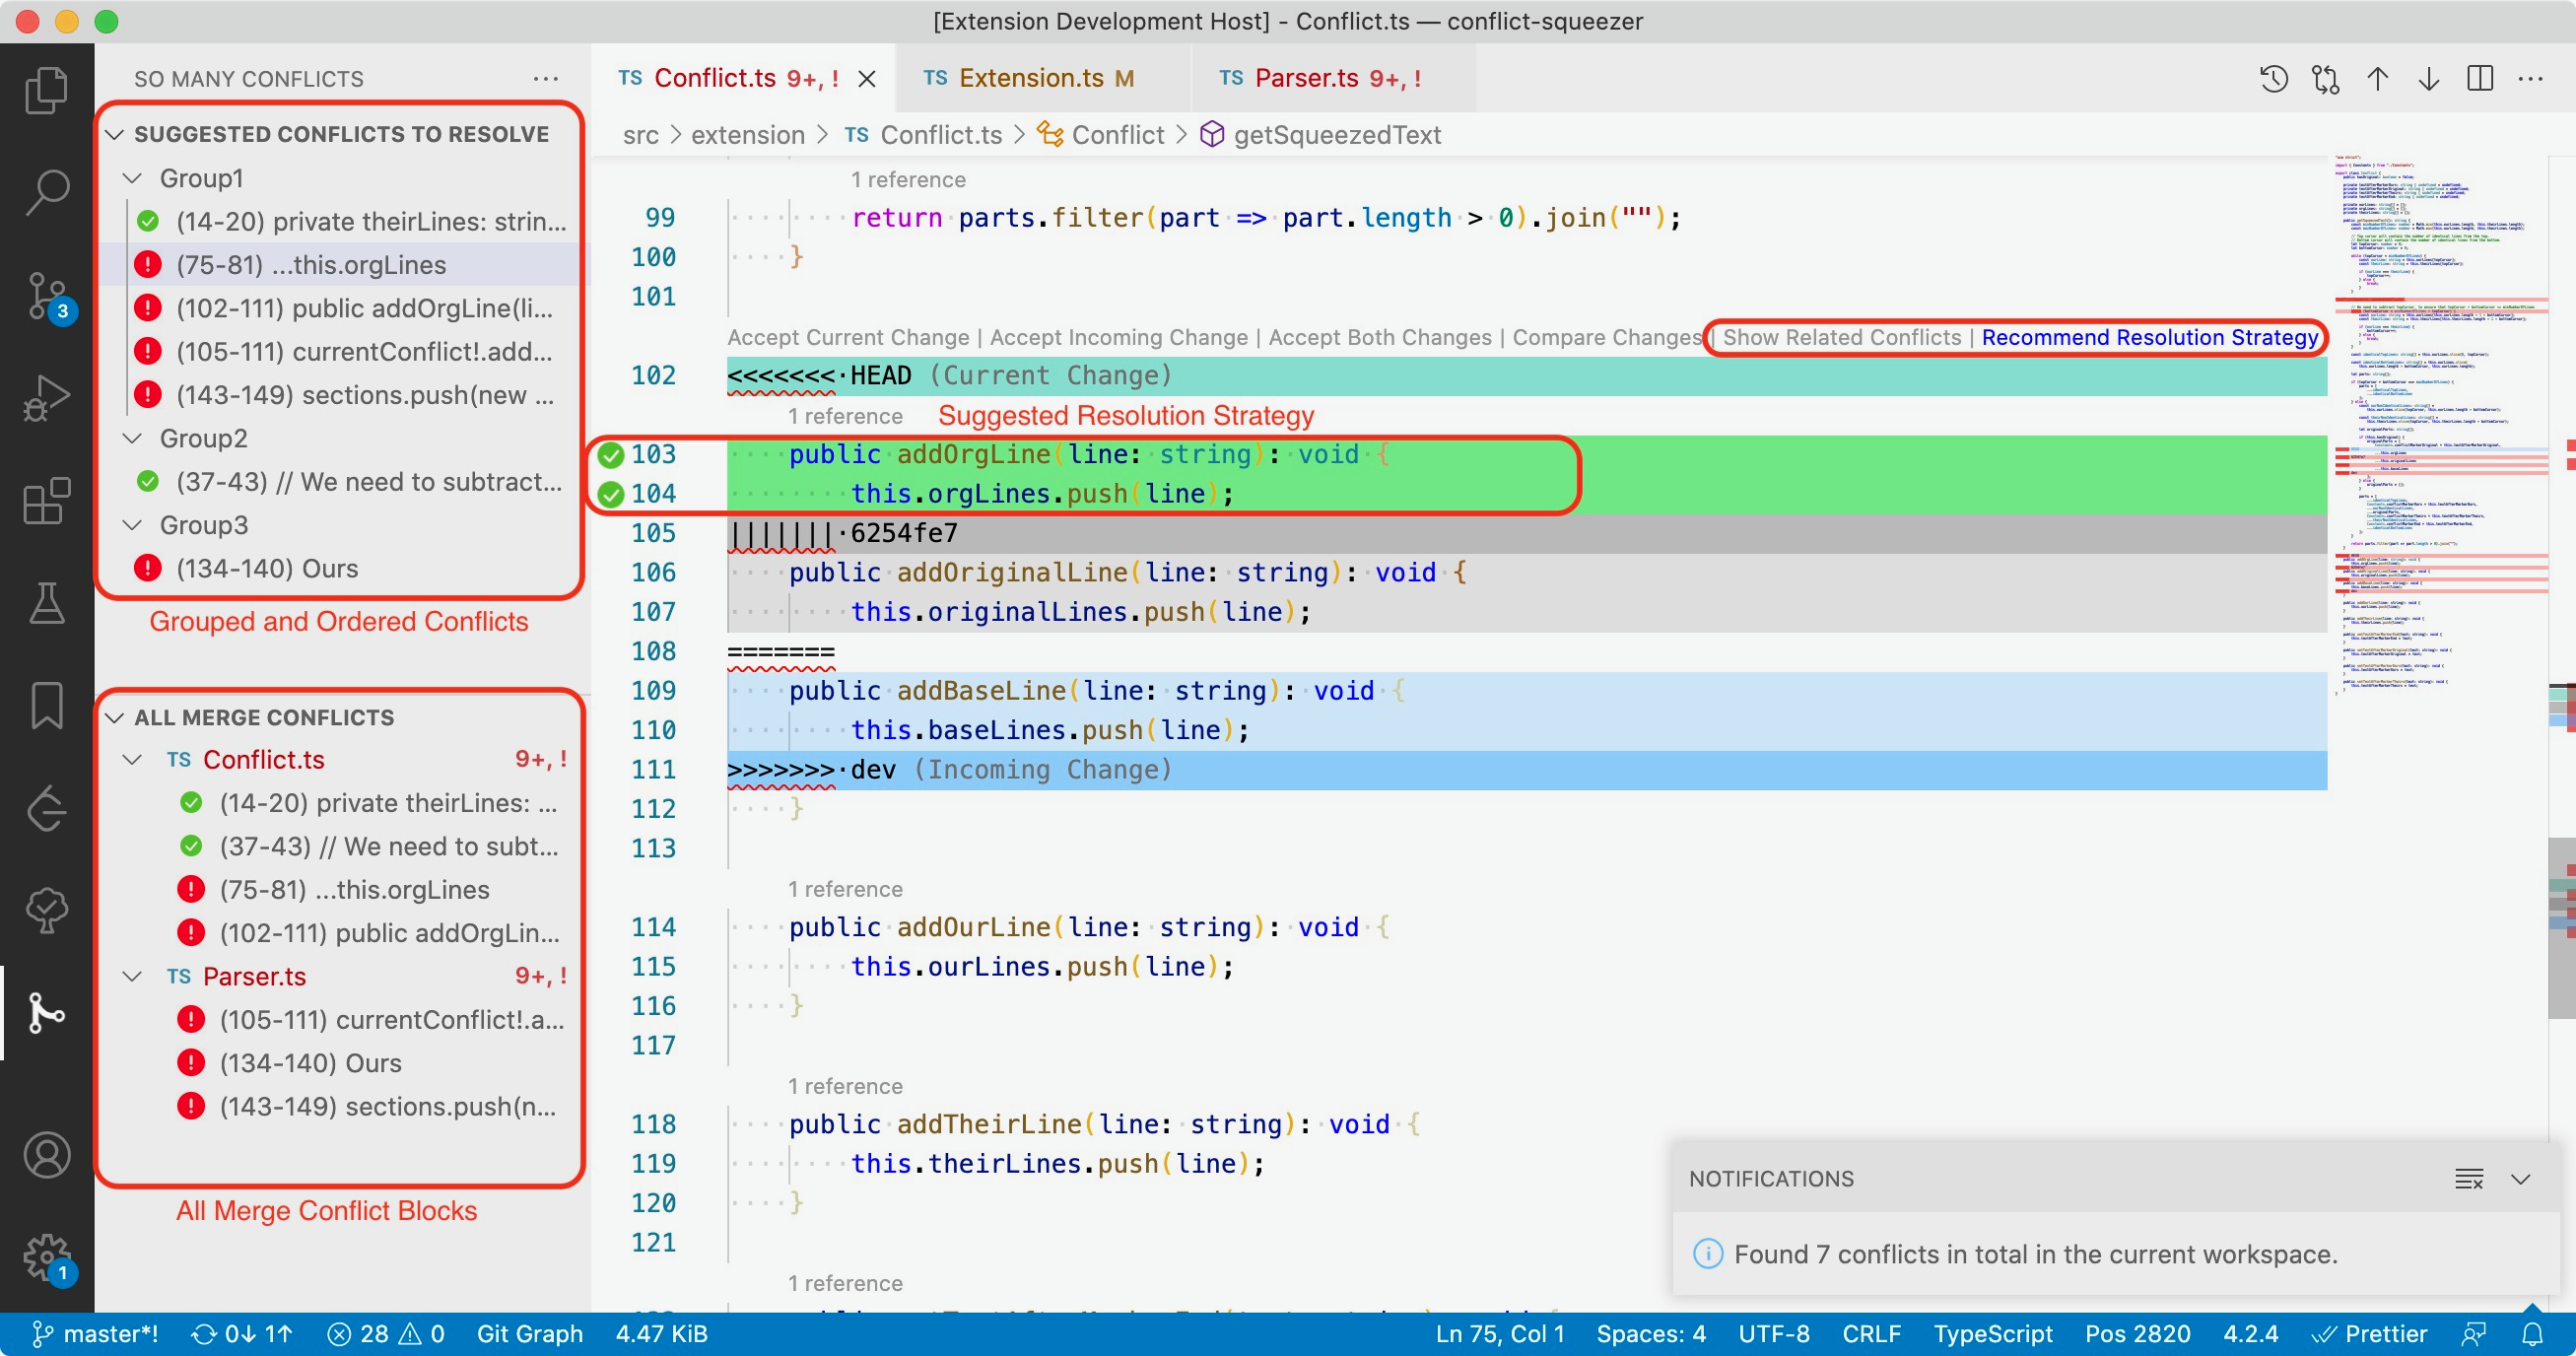 [Extension Development Host] - Conflict.ts — conflict-squeezer
SO MANY CONFLICTS ...
SUGGESTED CONFLICTS TO RESOLVE
Group1
(14-20) private theirLines: strin...
(75-81) ...this.orgLines
(102-111) public addOrgLine(li...
(105-111) currentConflict!.add...
(143-149) sections.push(new ...
Group2
(37-43) // We need to subtract...
Group3
(134-140) Ours
Grouped and Ordered Conflicts
ALL MERGE CONFLICTS
TS Conflict.ts 9+, !
(14-20) private theirLines: ...
(37-43) // We need to subt...
(75-81) ...this.orgLines
(102-111) public addOrgLin...
TS Parser.ts 9+, !
(105-111) currentConflict!.a...
(134-140) Ours
(143-149) sections.push(n...
All Merge Conflict Blocks
3
1
TS Conflict.ts 9+, !
TS Extension.ts M
TS Parser.ts 9+, !
src > extension > TS Conflict.ts > Conflict > getSqueezedText
1 reference
99 return parts.filter(part => part.length > 0).join("");
100 }
101
Accept Current Change | Accept Incoming Change | Accept Both Changes | Compare Changes | Show Related Conflicts | Recommend Resolution Strategy
102 <<<<<<< HEAD (Current Change)
1 reference Suggested Resolution Strategy
103 public addOrgLine(line: string): void {
104 this.orgLines.push(line);
105 ||||||| 6254fe7
106 public addOriginalLine(line: string): void {
107 this.originalLines.push(line);
108 =======
109 public addBaseLine(line: string): void {
110 this.baseLines.push(line);
111 >>>>>>> dev (Incoming Change)
112 }
113
1 reference
114 public addOurLine(line: string): void {
115 this.ourLines.push(line);
116 }
117
1 reference
118 public addTheirLine(line: string): void {
119 this.theirLines.push(line);
120 }
121
1 reference
NOTIFICATIONS
Found 7 conflicts in total in the current workspace.
master*! 0↓ 1↑ 28 0 Git Graph 4.47 KiB Ln 75, Col 1 Spaces: 4 UTF-8 CRLF TypeScript Pos 2820 4.2.4 Prettier